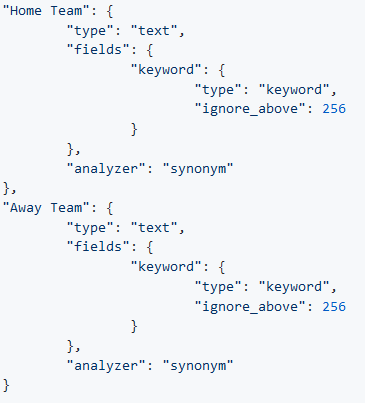 "Home Team": {
"type": "text",
"fields": {
"keyword": {
"type": "keyword",
"ignore_above": 256
}
},
"analyzer": "synonym"
},
"Away Team": {
"type": "text",
"fields": {
"keyword": {
"type": "keyword",
"ignore_above": 256
}
},
"analyzer": "synonym"
}